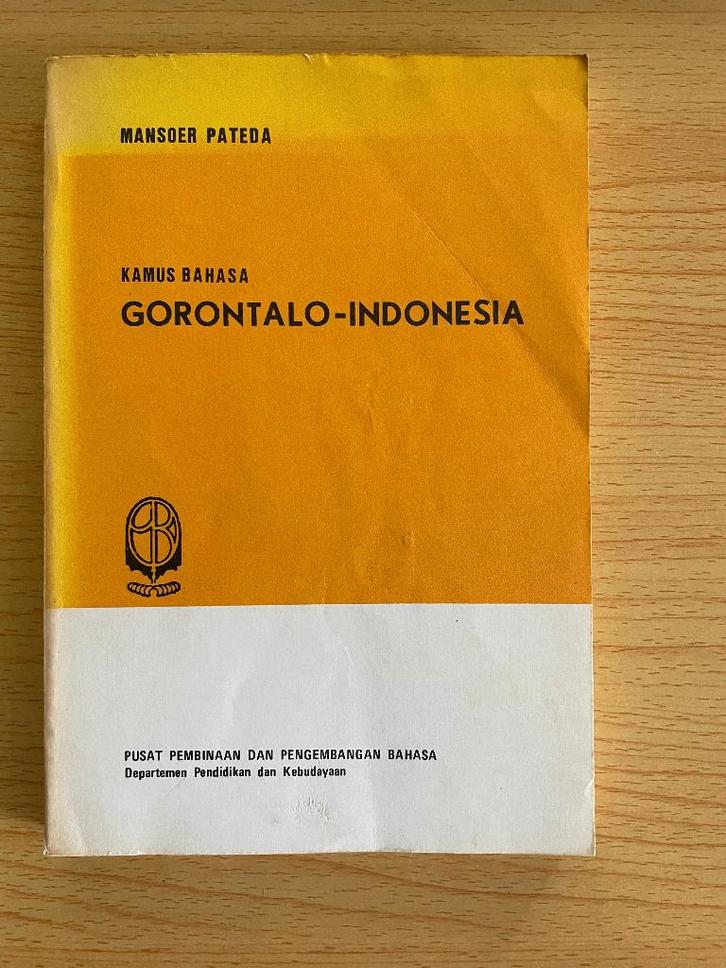 MANSOER PATEDA
KAMUS BAHASA
GORONTALO-INDONESIA
PUSAT PEMBINAAN DAN PENGEMBANGAN BAHASA
Departemen Pendidikan dan Kebudayaan